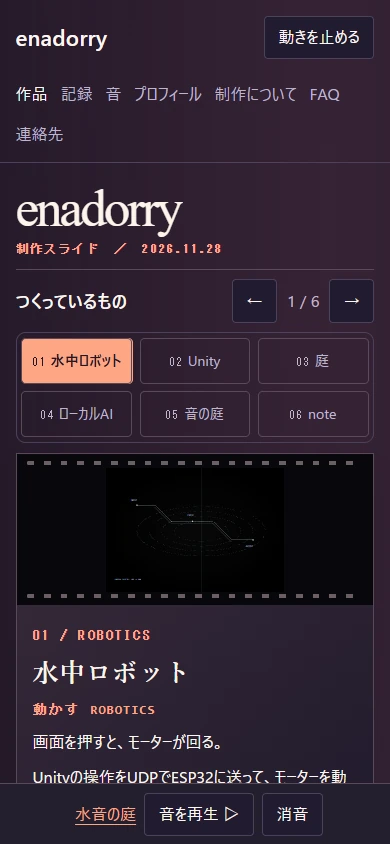 enadorry
動きを止める
作品 記録 音 プロフィール 制作について FAQ
連絡先
enadorry
制作スライド / 2026.11.28
つくっているもの
← 1 / 6 →
01 水中ロボット 02 Unity 03 庭
04 ローカルAI 05 音の庭 06 note
01 / ROBOTICS
水中ロボット
動かす ROBOTICS
画面を押すと、モーターが回る。
Unityの操作をUDPでESP32に送って、モーターを動
水音の庭 音を再生 ▷ 消音